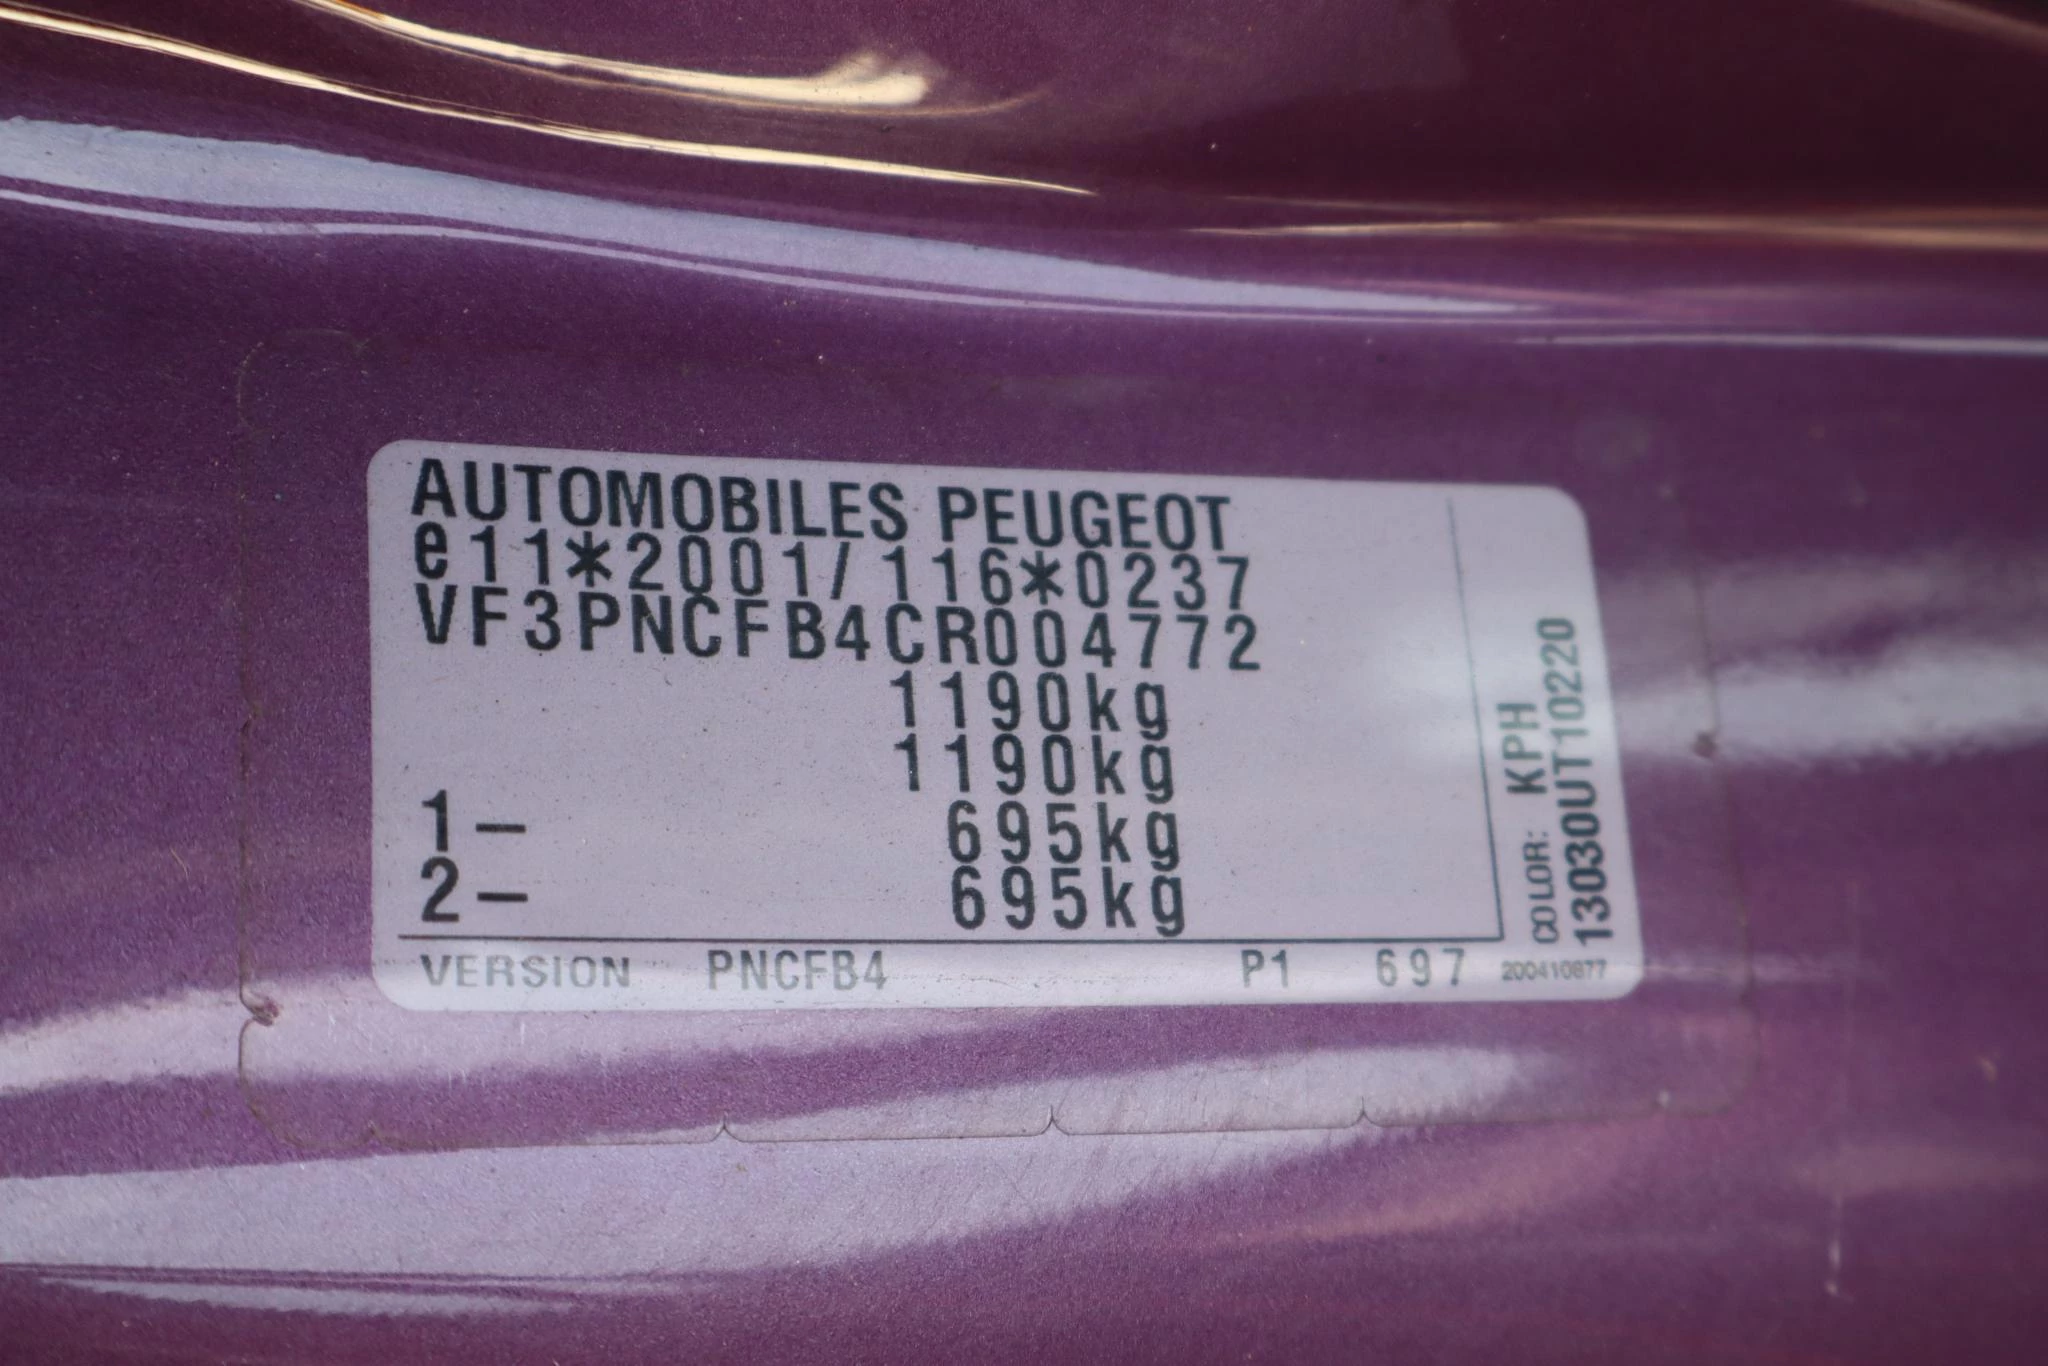 AUTOMOBILES PEUGEOT
e11*2001/116*0237
VF3PNCFB4CR004772
1190kg
1190kg
1- 695kg
2- 695kg
VERSION PNCFB4 P1 697
COLOR: KPH
13030UT10220
200410877